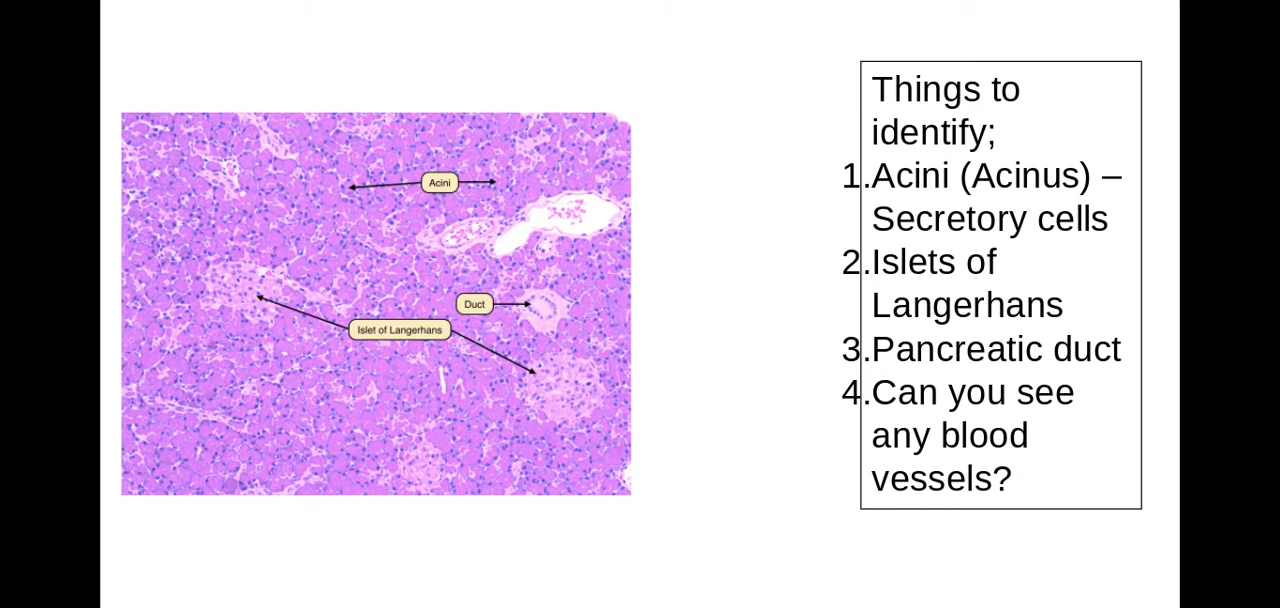 Acini
Duct
Islet of Langerhans
Things to
identify;
1.Acini (Acinus) –
Secretory cells
2.Islets of
Langerhans
3.Pancreatic duct
4.Can you see
any blood
vessels?